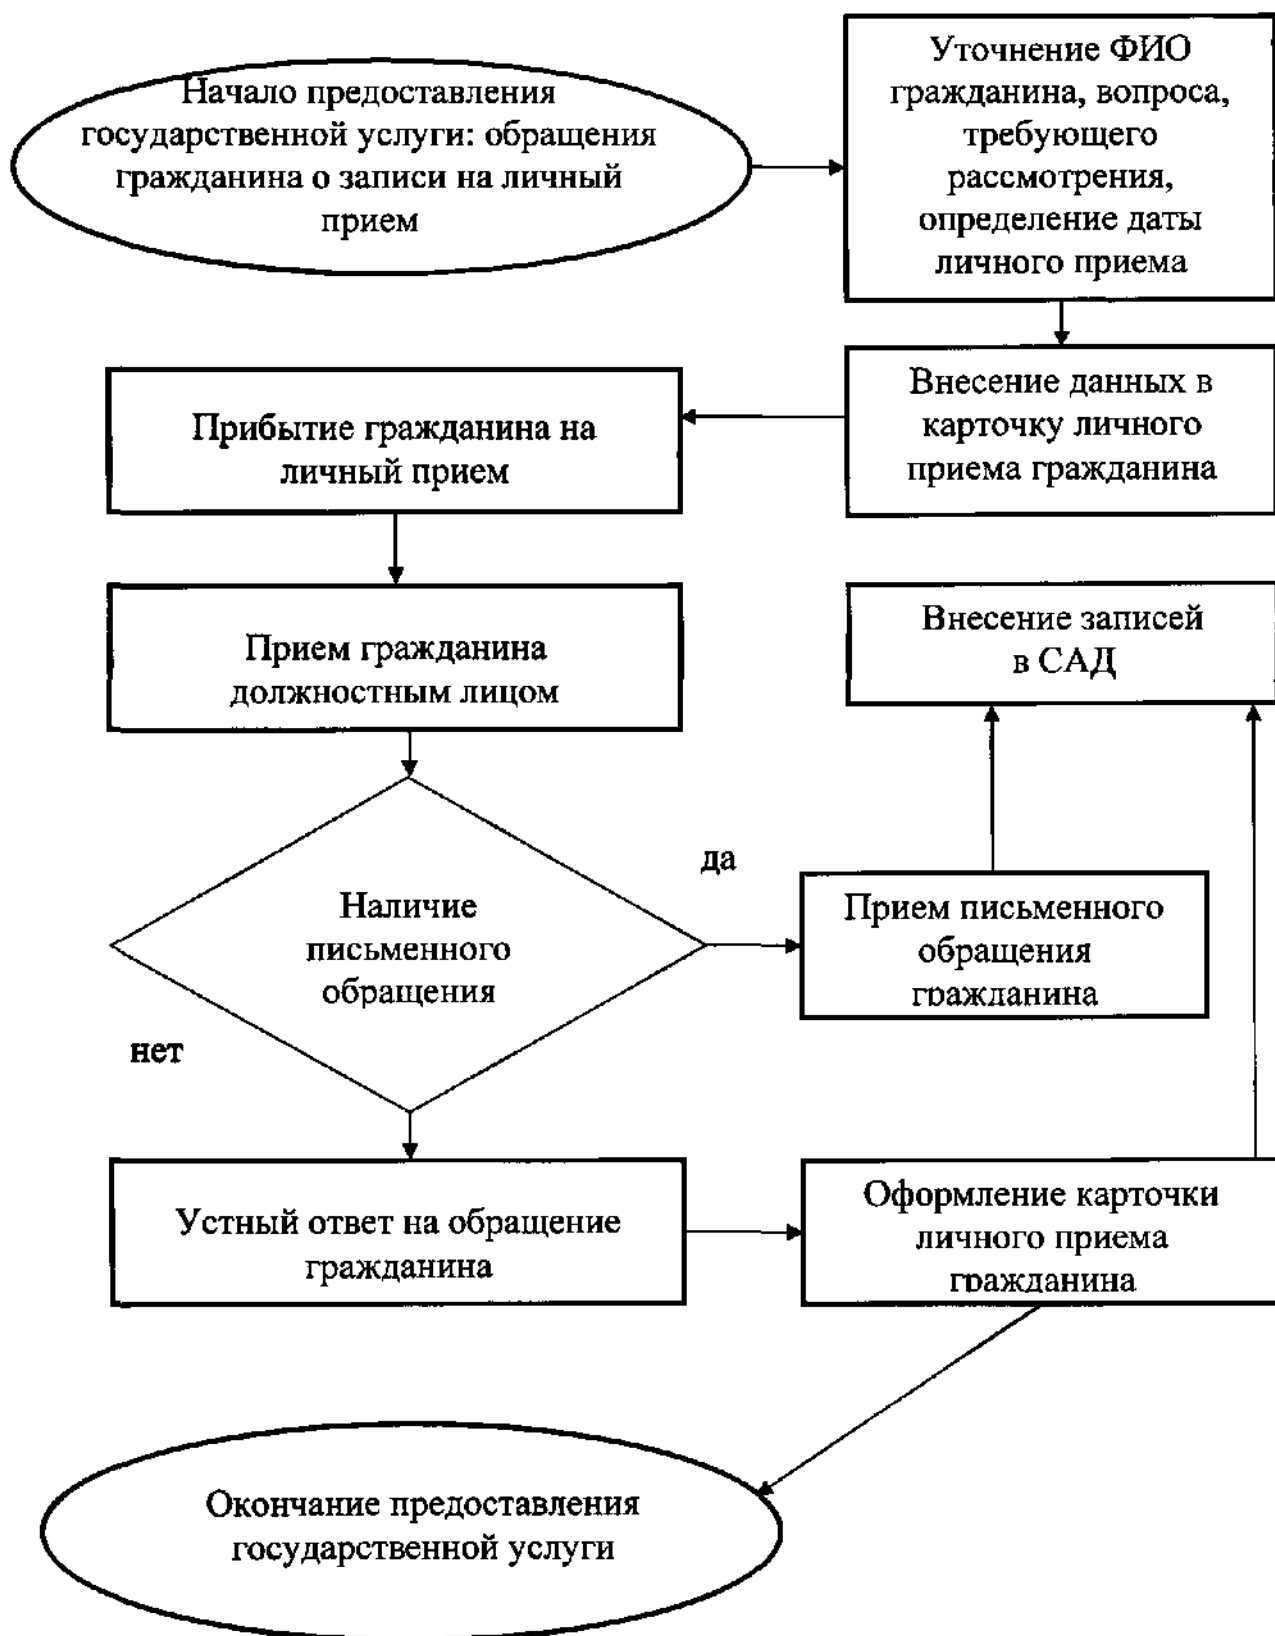 Начало предоставления
государственной услуги: обращения
гражданина о записи на личный
прием
Уточнение ФИО
гражданина, вопроса,
требующего
рассмотрения,
определение даты
личного приема
Внесение данных в
карточку личного
приема гражданина
Прибытие гражданина на
личный прием
Прием гражданина
должностным лицом
Внесение записей
в САД
Наличие
письменного
обращения
да
нет
Прием письменного
обращения
гражданина
Устный ответ на обращение
гражданина
Оформление карточки
личного приема
гражданина
Окончание предоставления
государственной услуги